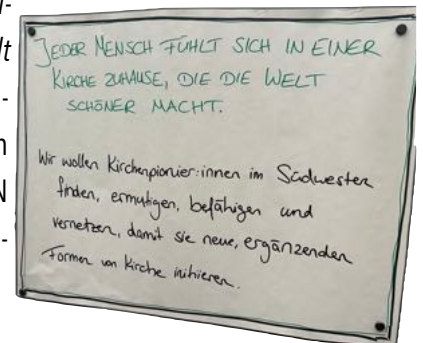 lt
-
n
N
-
JEDER MENSCH FÜHLT SICH IN EINER
KIRCHE ZUHAUSE, DIE DIE WELT
SCHÖNER MACHT.
Wir wollen Kirchenpionier:innen im Südwesten
finden, ermutigen, befähigen und
vernetzen, damit sie neue, ergänzenden
Formen von Kirche initiieren.